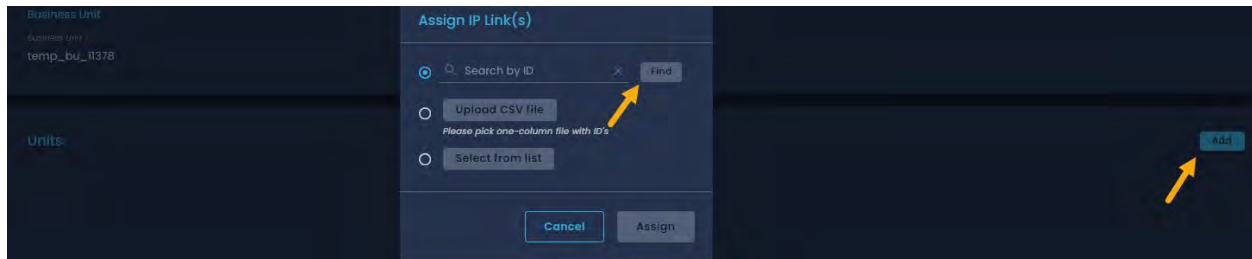 Business Unit
Business Unit
temp_bu_11378
Units
Add
Assign IP Link(s)
Search by ID
Find
Upload CSV file
Please pick one-column file with ID's
Select from list
Cancel
Assign